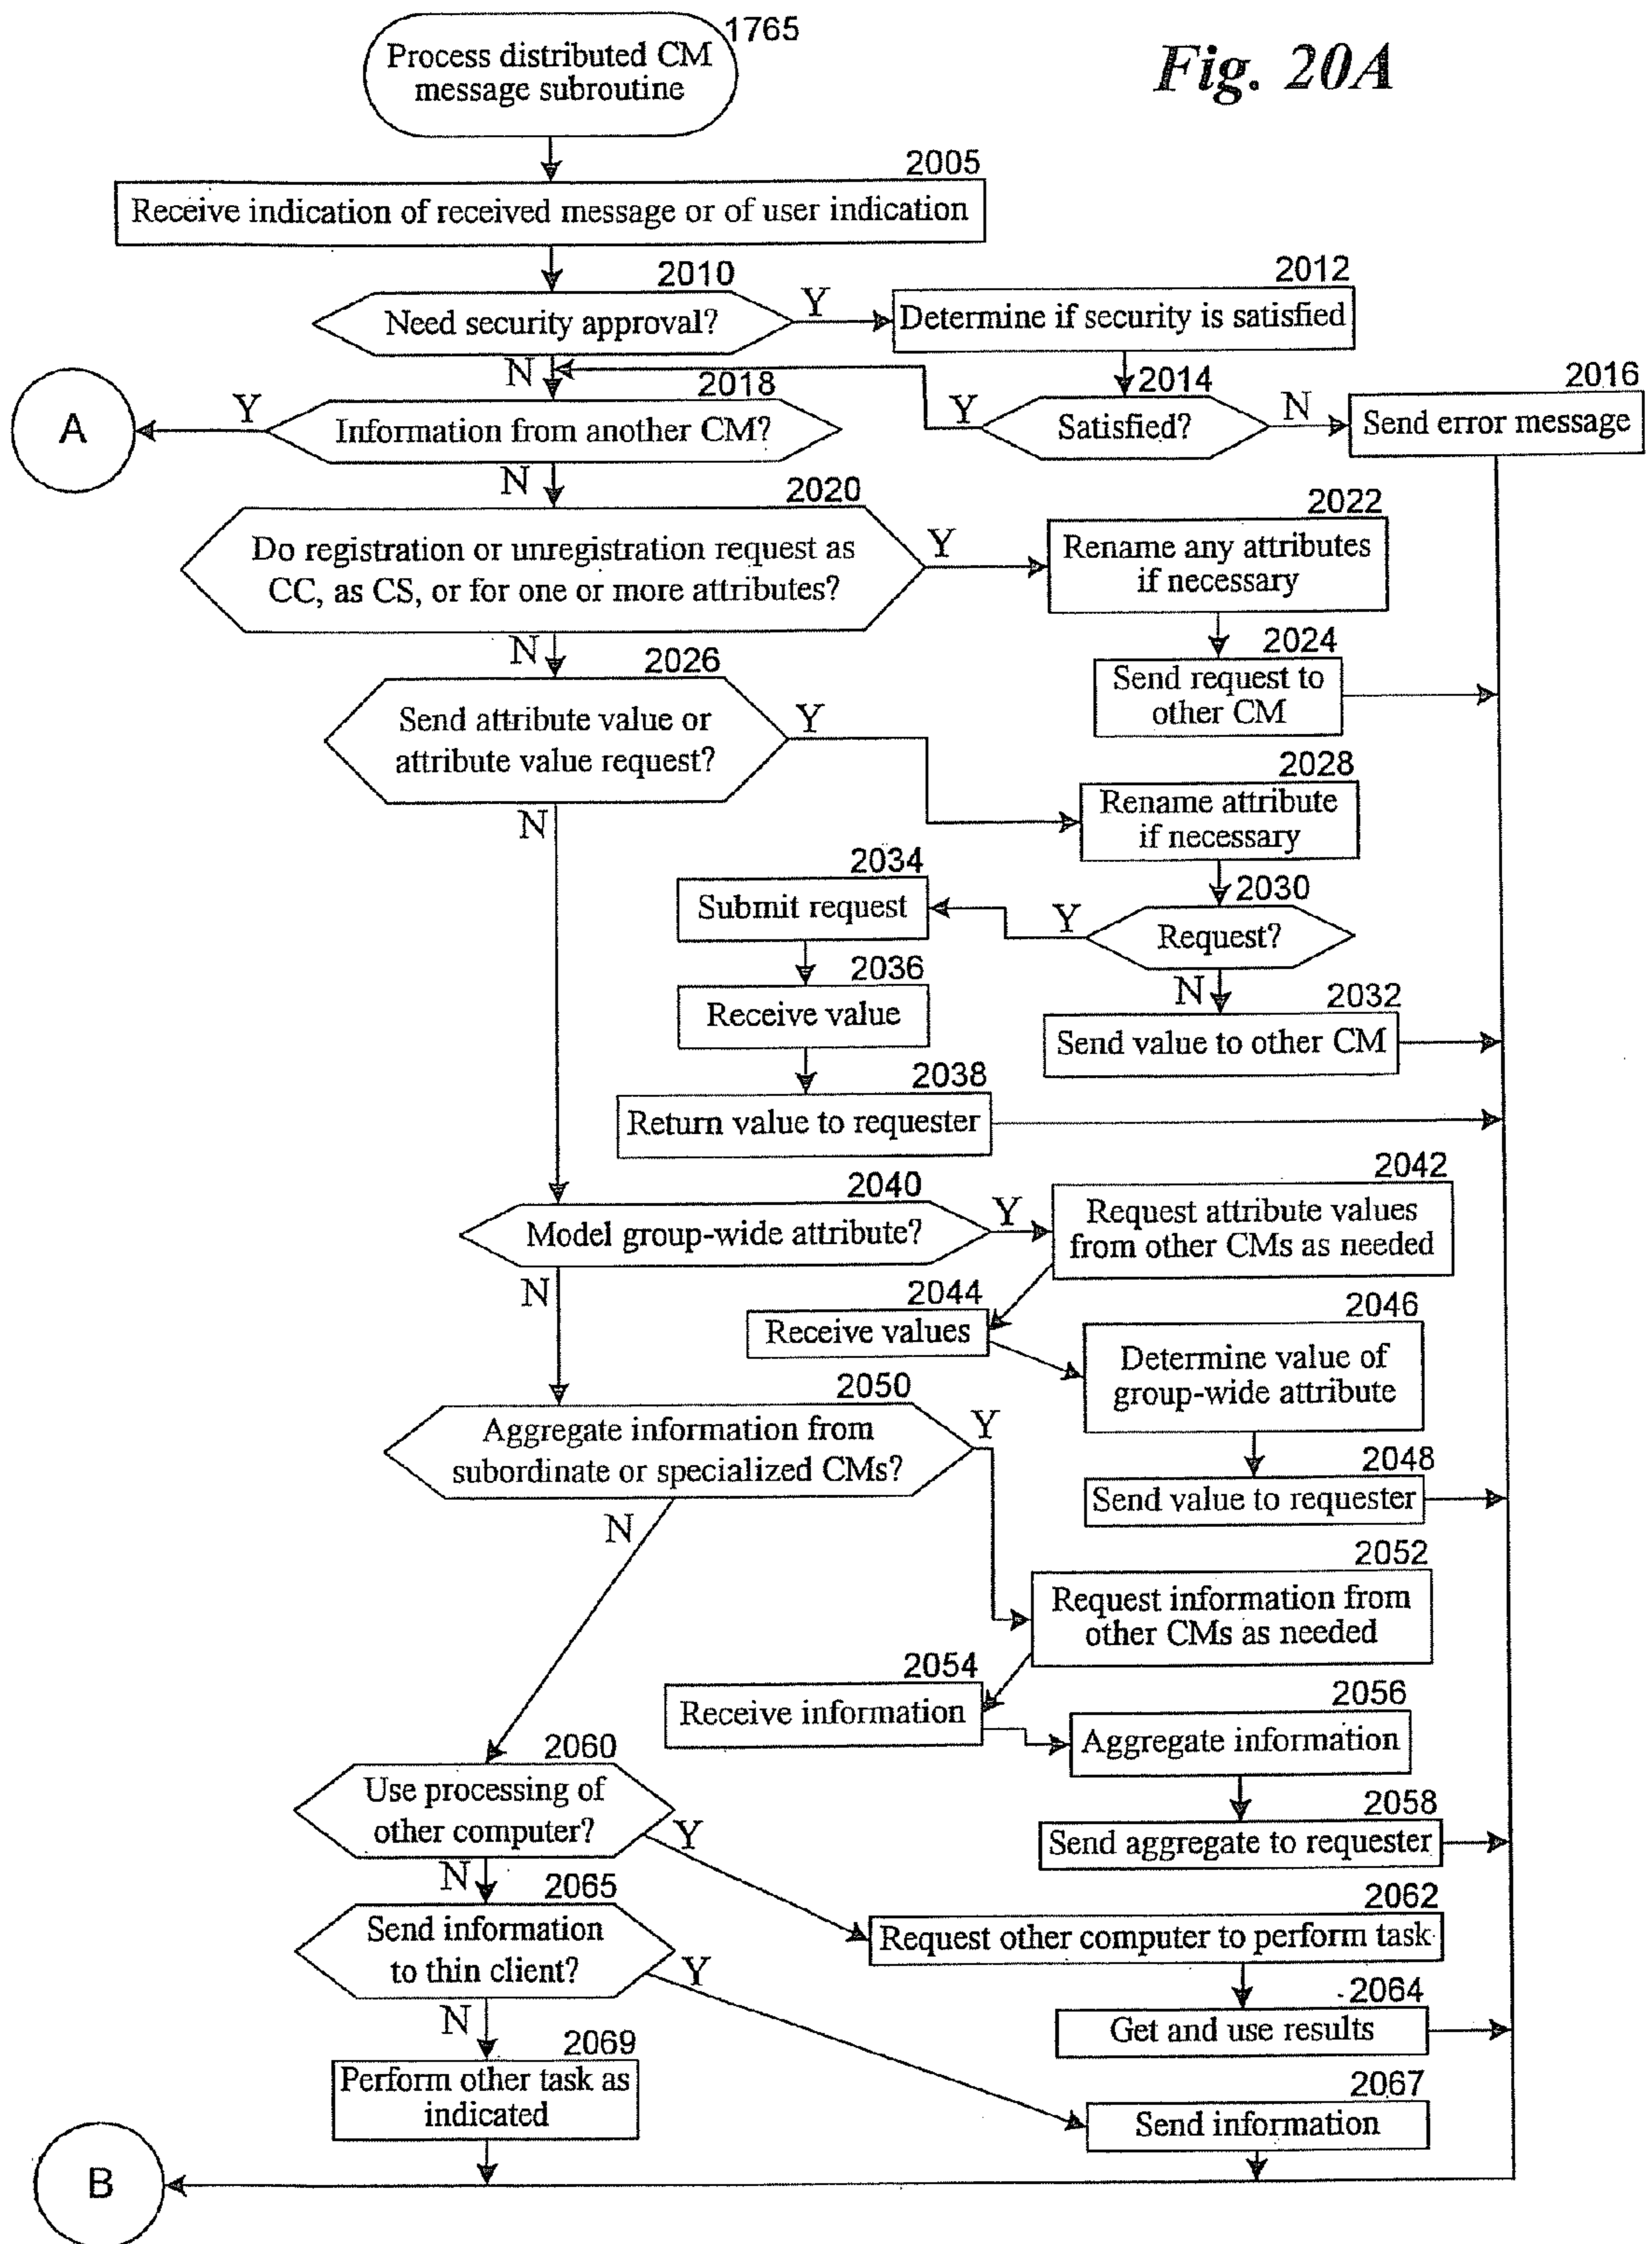 1765
Process distributed CM
message subroutine
Fig. 20A
2005
Receive indication of received message or of user indication
2010
Need security approval?
Y
2012
Determine if security is satisfied
N
2014
Satisfied?
Y
N
2016
Send error message
2018
Information from another CM?
Y
A
N
2020
Do registration or unregistration request as
CC, as CS, or for one or more attributes?
Y
2022
Rename any attributes
if necessary
2024
Send request to
other CM
N
2026
Send attribute value or
attribute value request?
Y
2028
Rename attribute
if necessary
N
2030
Request?
Y
2034
Submit request
2036
Receive value
N
2032
Send value to other CM
2038
Return value to requester
2040
Model group-wide attribute?
Y
2042
Request attribute values
from other CMs as needed
N
2044
Receive values
2046
Determine value of
group-wide attribute
2048
Send value to requester
2050
Aggregate information from
subordinate or specialized CMs?
Y
N
2052
Request information from
other CMs as needed
2054
Receive information
2056
Aggregate information
2058
Send aggregate to requester
2060
Use processing of
other computer?
Y
N
2062
Request other computer to perform task
2064
Get and use results
2065
Send information
to thin client?
Y
N
2067
Send information
2069
Perform other task as
indicated
B